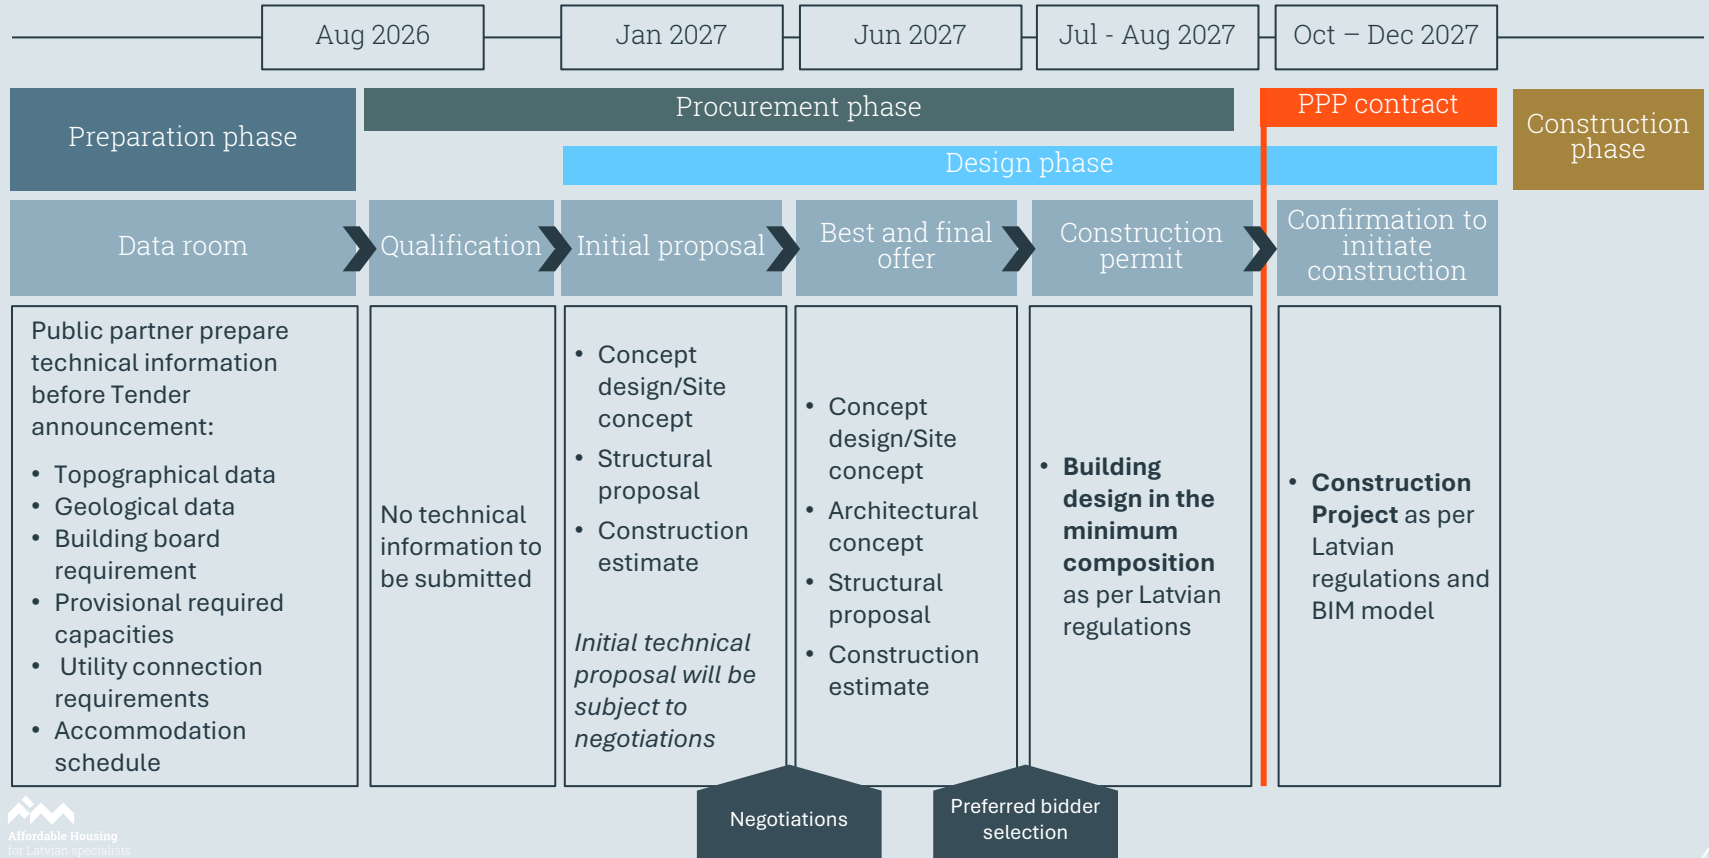 Aug 2026
Jan 2027
Jun 2027
Jul - Aug 2027
Oct – Dec 2027
Preparation phase
Procurement phase
PPP contract
Design phase
Construction
phase
Data room
Qualification
Initial proposal
Best and final
offer
Construction
permit
Confirmation to
initiate
construction
Public partner prepare
technical information
before Tender
announcement:
• Topographical data
• Geological data
• Building board
requirement
• Provisional required
capacities
• Utility connection
requirements
• Accommodation
schedule
No technical
information to
be submitted
• Concept
design/Site
concept
• Structural
proposal
• Construction
estimate
Initial technical
proposal will be
subject to
negotiations
• Concept
design/Site
concept
• Architectural
concept
• Structural
proposal
• Construction
estimate
• Building
design in the
minimum
composition
as per Latvian
regulations
• Construction
Project as per
Latvian
regulations and
BIM model
Negotiations
Preferred bidder
selection
Affordable Housing
for Latvian specialists